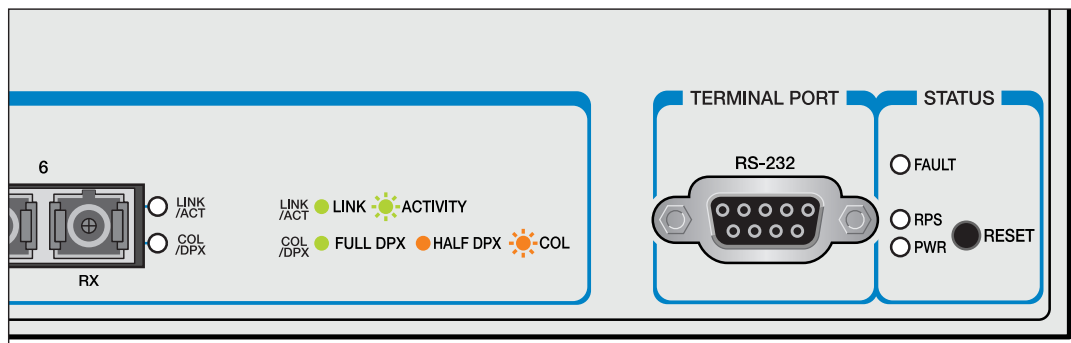 TERMINAL PORT
STATUS
6
RS-232
FAULT
LINK
/ACT
LINK
/ACT
LINK
ACTIVITY
RPS
COL
/DPX
COL
/DPX
FULL DPX
HALF DPX
COL
PWR
RESET
RX